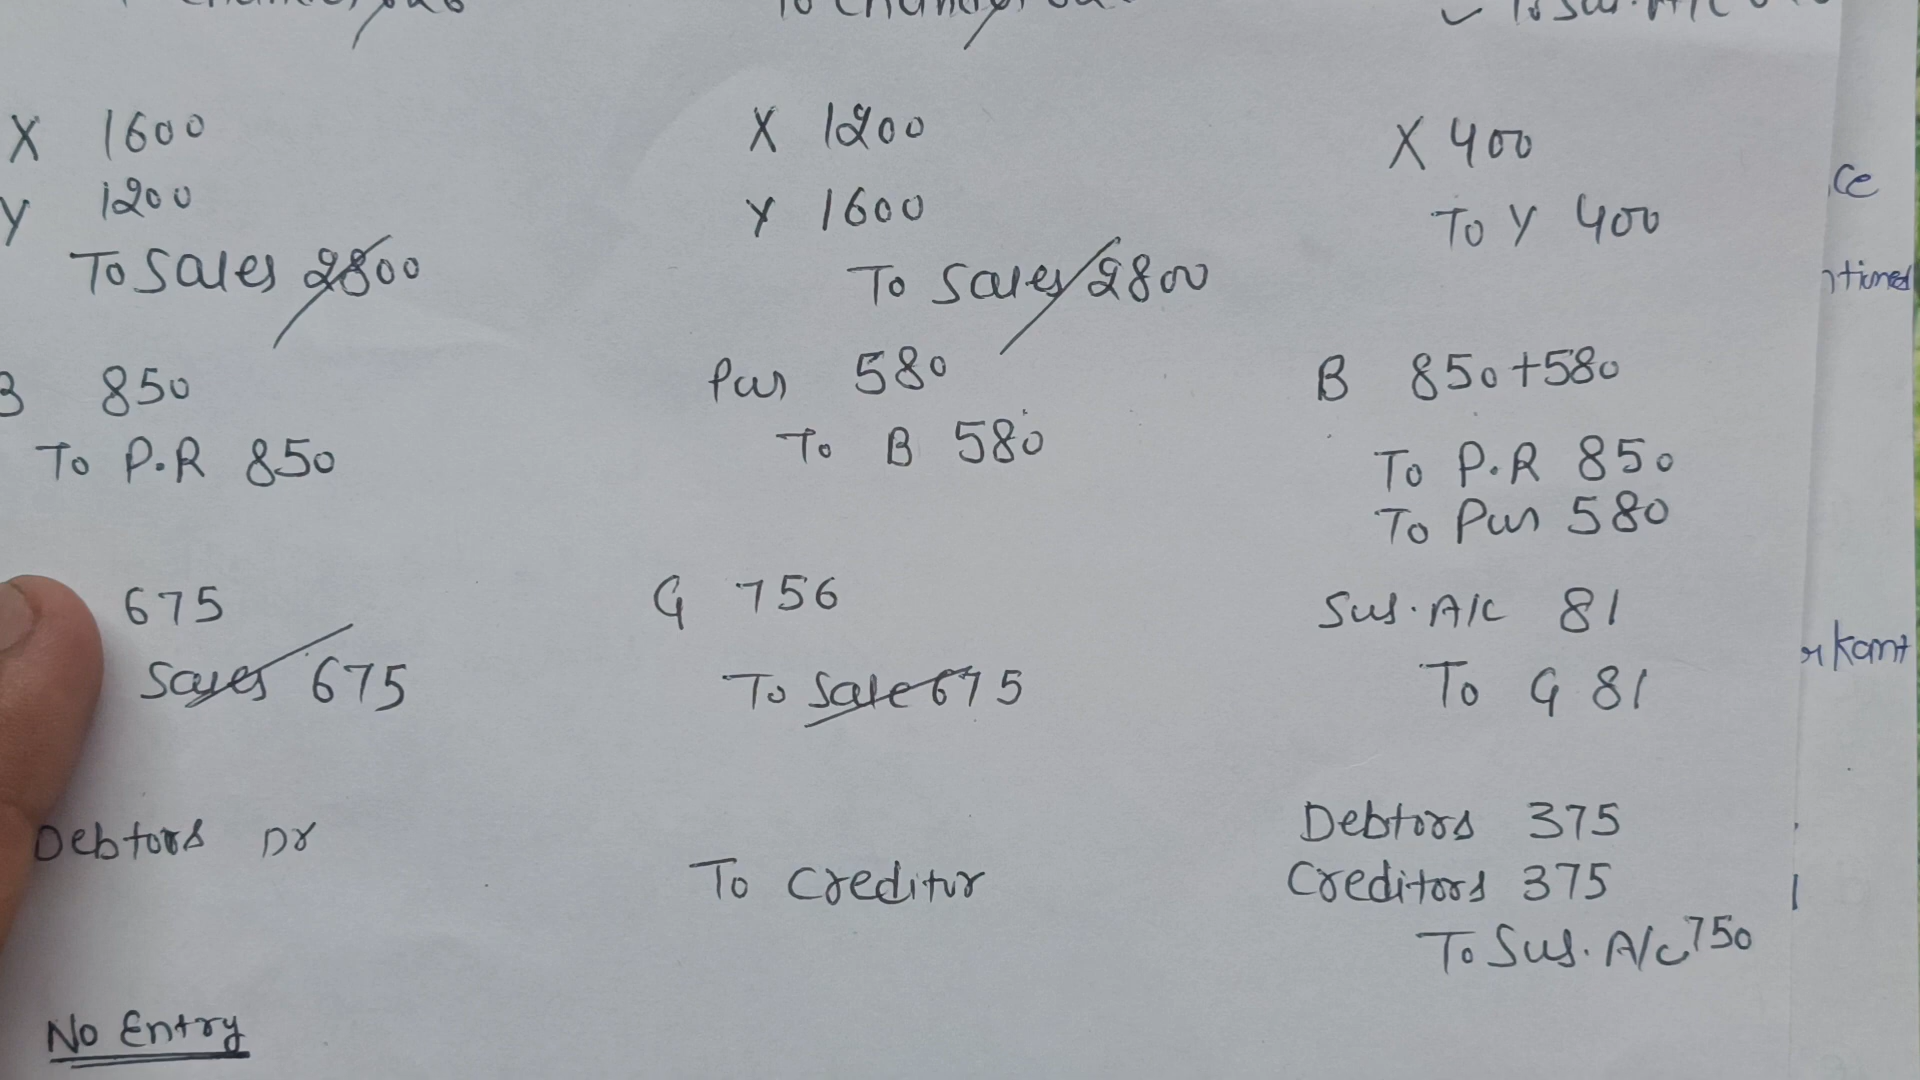 X 1600
Y 1200
To Sales 2800
850
To P.R 850
675
Sales 675
Debtors Dr
No Entry
X 1200
Y 1600
To Sales 2800
Pur 580
To B 580
G 756
To Sale 675
To Creditor
To Sus. A/c
X 400
To Y 400
B 850+580
To P.R 850
To Pur 580
Sus. A/c 81
To G 81
Debtors 375
Creditors 375
To Sus. A/c 750